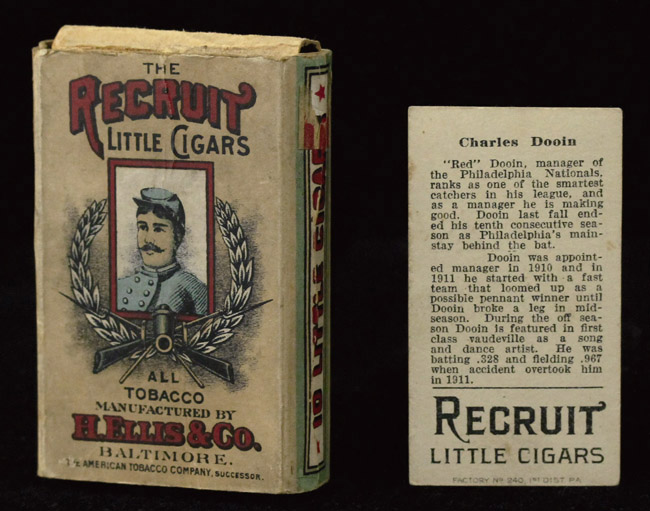 THE
RECRUIT
LITTLE CIGARS
ALL
TOBACCO
MANUFACTURED BY
H. ELLIS & CO.
BALTIMORE.
AMERICAN TOBACCO COMPANY, SUCCESSOR.
10 LITTLE CIGARS
Charles Dooin
"Red" Dooin, manager of
the Philadelphia Nationals,
ranks as one of the smartest
catchers in his league, and
as a manager he is making
good. Dooin last fall end-
ed his tenth consecutive sea-
son as Philadelphia's main-
stay behind the bat.
Dooin was appoint-
ed manager in 1910 and in
1911 he started with a fast
team that loomed up as a
possible pennant winner until
Dooin broke a leg in mid-
season. During the off sea-
son Dooin is featured in first
class vaudeville as a song
and dance artist. He was
batting .328 and fielding .967
when accident overtook him
in 1911.
RECRUIT
LITTLE CIGARS
FACTORY No 240, 1ST DIST. PA.